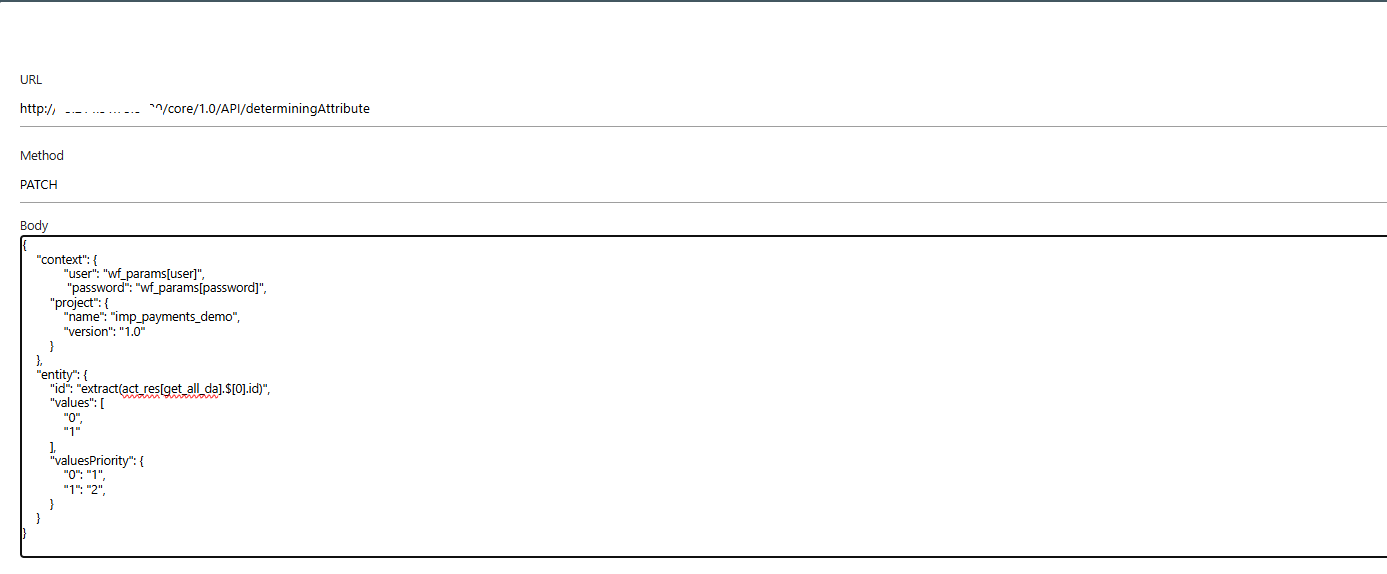 URL
http:// /core/1.0/API/determiningAttribute
Method
PATCH
Body
{
"context": {
"user": "wf_params[user]",
"password": "wf_params[password]",
"project": {
"name": "imp_payments_demo",
"version": "1.0"
}
},
"entity": {
"id": "extract(act_res[get_all_da].$[0].id)",
"values": [
"0",
"1"
],
"valuesPriority": {
"0": "1",
"1": "2",
}
}
}